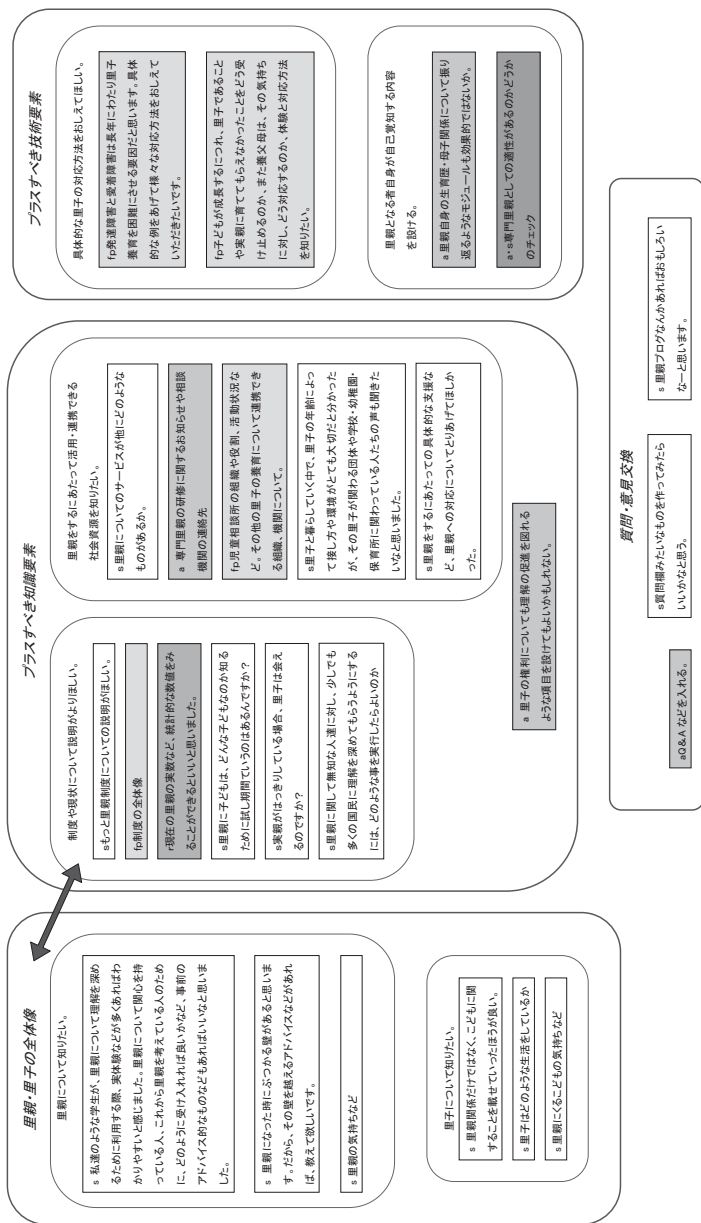 里親・里子の全体像
里親について知りたい。
s 私達のような学生が、里親について理解を深め
るために利用する際、実体験などが多くあればわ
かりやすいと感じました。里親について関心を持
っている人、これから里親を考えている人のため
に、どのように受け入れれば良いかなど、事前の
アドバイス的なものなどもあればいいなと思いま
した。
s 里親になった時にぶつかる壁があると思いま
す。だから、その壁を越えるアドバイスなどがあれ
ば、教えて欲しいです。
s 里親の気持ちなど
里子について知りたい。
s 里親関係だけではなく、こどもに関
することを載せていったほうが良い。
s里子はどのような生活をしているか
s 里親にくるこどもの気持ちなど
プラスすべき知識要素
制度や現状について説明がよりほしい。
sもっと里親制度についての説明がほしい。
fp制度の全体像
r現在の里親の実数など、統計的な数値をみ
ることができるといいと思いました。
s里親に子どもは、どんな子どもなのか知る
ために試し期間ていうのはあるんですか?
s実親がはっきりしている場合、里子は会え
るのですか?
s里親に関して無知な人達に対し、少しでも
多くの国民に理解を深めてもらうようにする
には、どのような事を実行したらよいのか
里親をするにあたって活用・連携できる
社会資源を知りたい。
s里親についてのサービスが他にどのような
ものがあるか。
a 専門里親の研修に関するお知らせや相談
機関の連絡先
fp児童相談所の組織や役割、活動状況な
ど。その他の里子の養育について連携でき
る組織、機関について。
s里子と暮らしていく中で、里子の年齢によっ
て接し方や環境がとても大切だと分かった
が、その里子が関わる団体や学校・幼稚園・
保育所に関わっている人たちの声も聞きた
いなと思いました。
s里親をするにあたっての具体的な支援な
ど、里親への対応についてとりあげてほしか
った。
a 里子の権利についても理解の促進を図れる
ような項目を設けてもよいかもしれない。
プラスすべき技術要素
具体的な里子の対応方法をおしえてほしい。
fp発達障害と愛着障害は長年にわたり里子
養育を困難にさせる要因だと思います。具体
的な例をあげて様々な対応方法をおしえて
いただきたいです。
fp子どもが成長するにつれ、里子であること
や実親に育ててもらえなかったことをどう受
け止めるのか、また養父母は、その気持ち
に対し、どう対応するのか、体験と対応方法
を知りたい。
里親となる者自身が自己覚知する内容
を設ける。
a 里親自身の生育歴・母子関係について振り
返るようなモジュールも効果的ではないか。
a・s専門里親としての適性があるのかどうか
のチェック
質問・意見交換
aQ&A などを入れる。
s質問欄みたいなものを作ってみたら
いいかなと思う。
s 里親ブログなんかあればおもしろい
なーと思います。